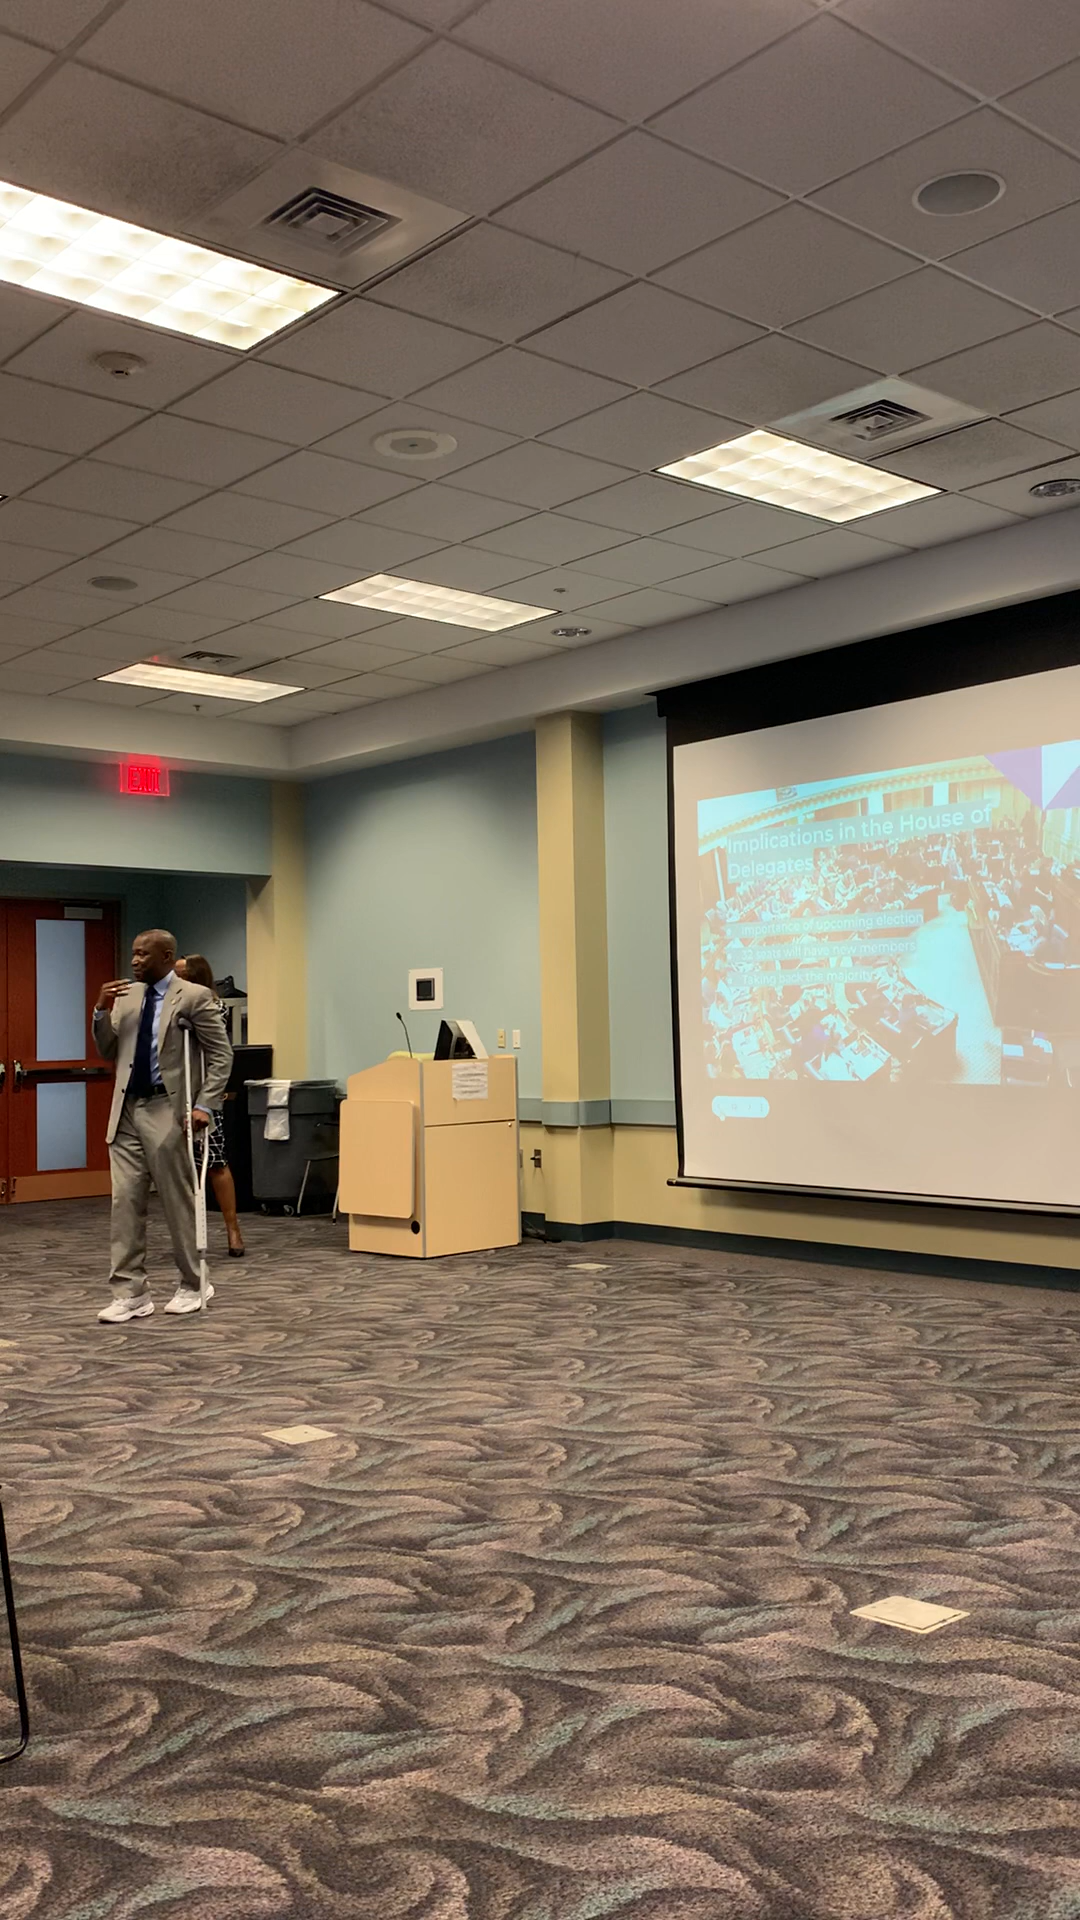 EXIT
Implications in the House of
Delegates
Importance of upcoming election
32 seats will have new members
Taking back the majority